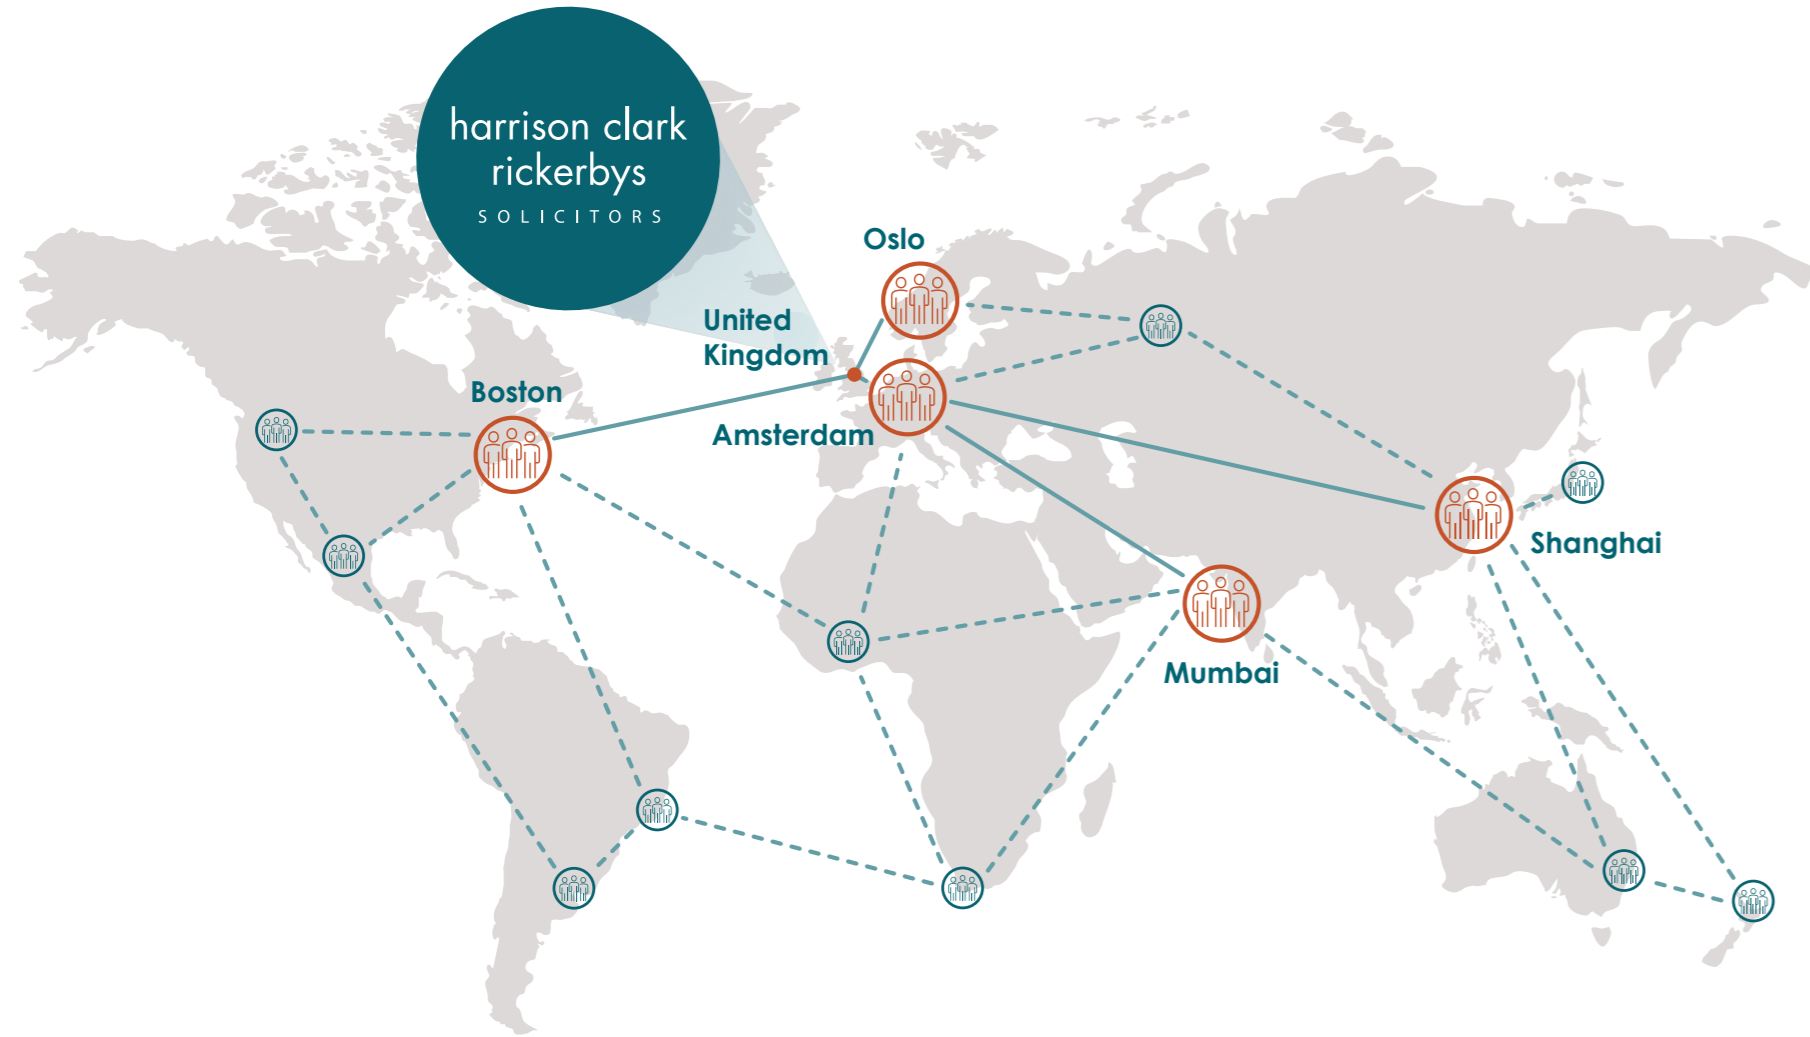 harrison clark
rickerbys
SOLICITORS
Oslo
United
Kingdom
Boston
Amsterdam
Shanghai
Mumbai